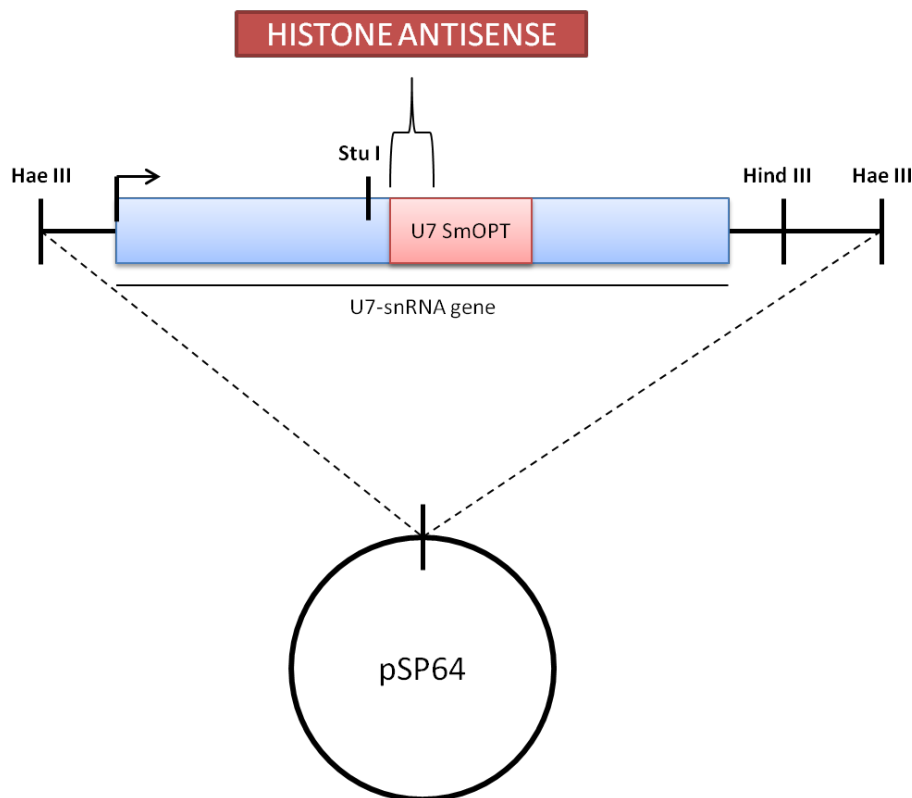 HISTONE ANTISENSE
Stu I
Hae III
Hind III
Hae III
U7 SmOPT
U7-snRNA gene
pSP64